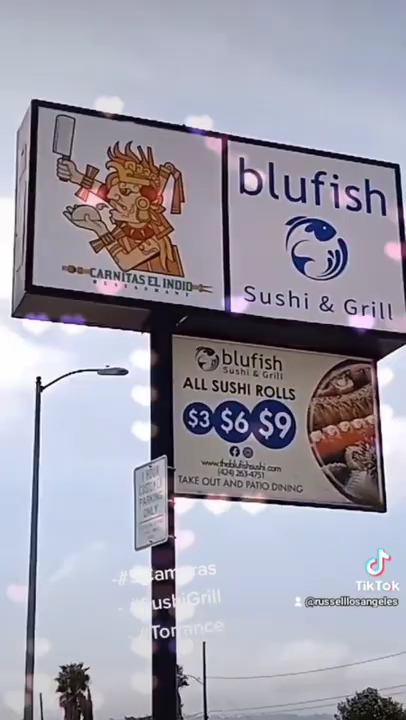 CARNITAS EL INDIO
RESTAURANT
blufish
Sushi & Grill
blufish
Sushi & Grill
ALL SUSHI ROLLS
$3 $6 $9
www.theblufishsushi.com
(424) 263-4751
TAKE OUT AND PATIO DINING
1 HOUR
CUSTOMER
PARKING
ONLY
TikTok
@russelllosangeles
#SushiGrill
#Torrance